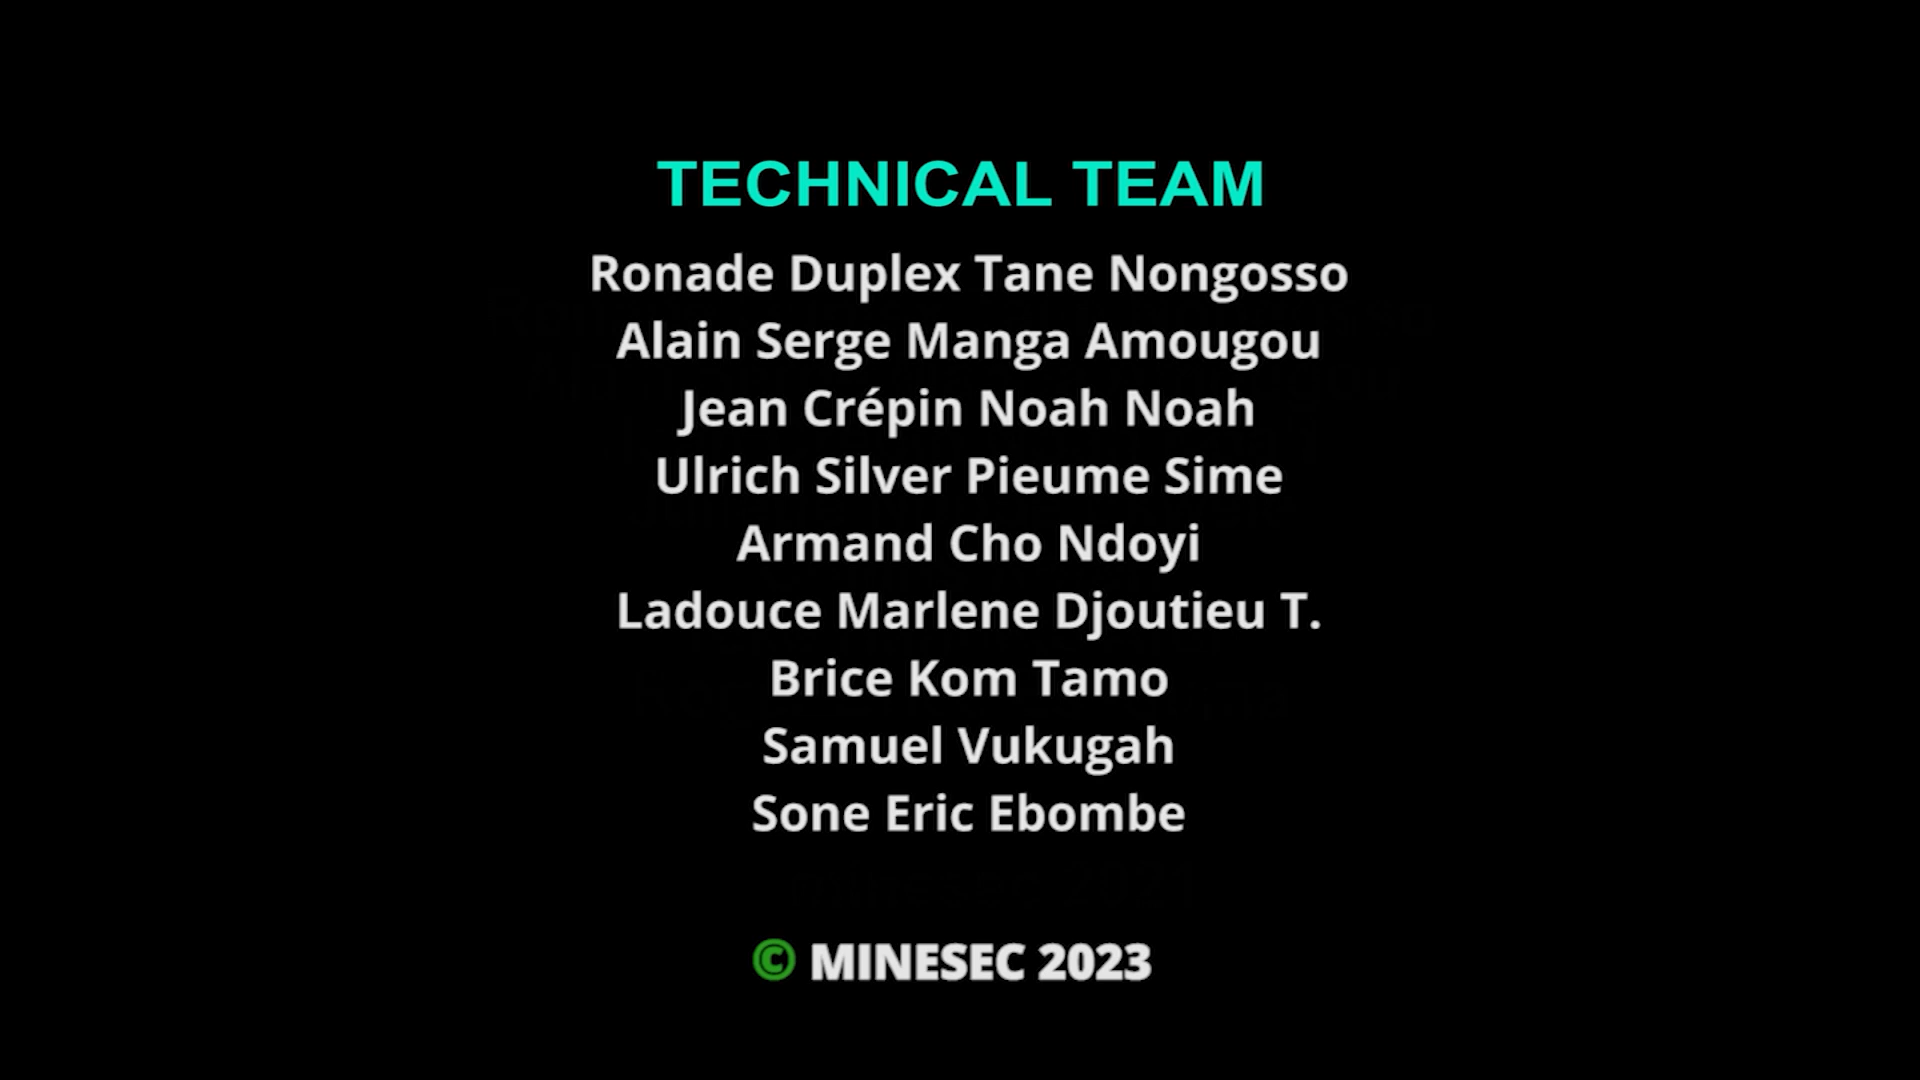 TECHNICAL TEAM
Ronade Duplex Tane Nongosso
Alain Serge Manga Amougou
Jean Crépin Noah Noah
Ulrich Silver Pieume Sime
Armand Cho Ndoyi
Ladouce Marlene Djoutieu T.
Brice Kom Tamo
Samuel Vukugah
Sone Eric Ebombe
© MINESEC 2023